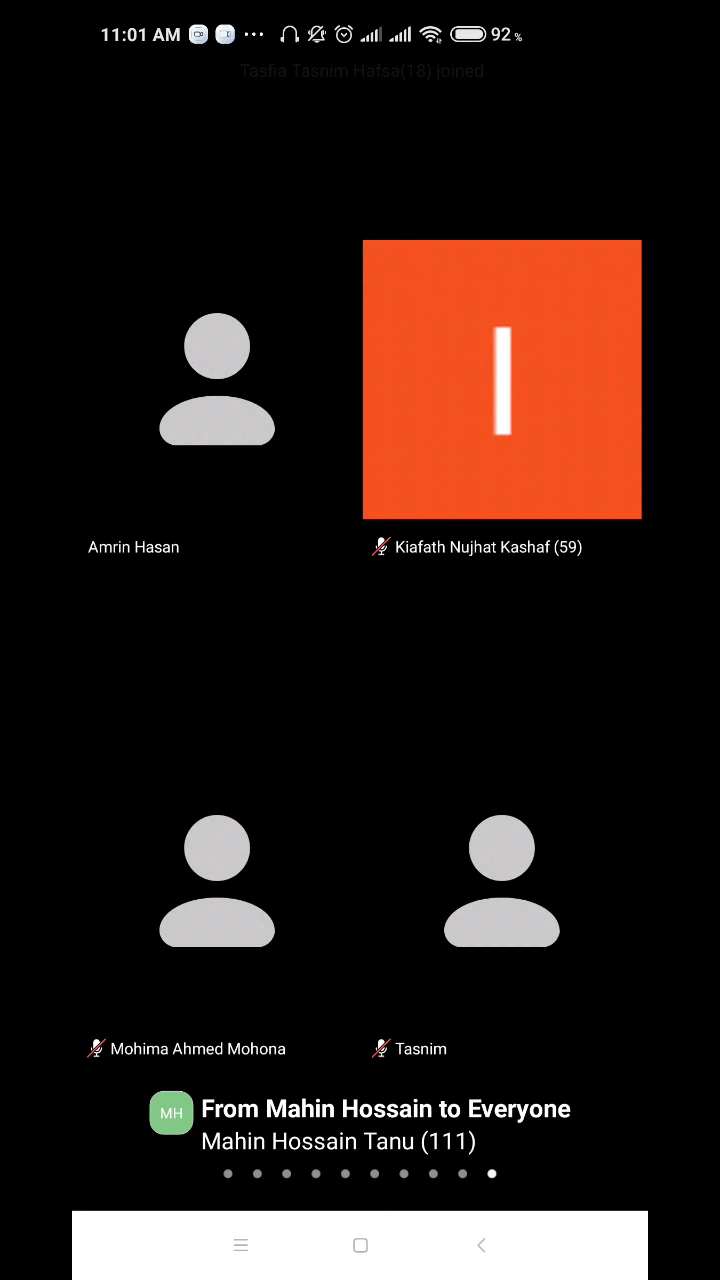 11:01 AM 92 %
Tasfia Tasnim Hafsa(18) joined
I
Amrin Hasan
Kiafath Nujhat Kashaf (59)
Mohima Ahmed Mohona
Tasnim
MH
From Mahin Hossain to Everyone
Mahin Hossain Tanu (111)